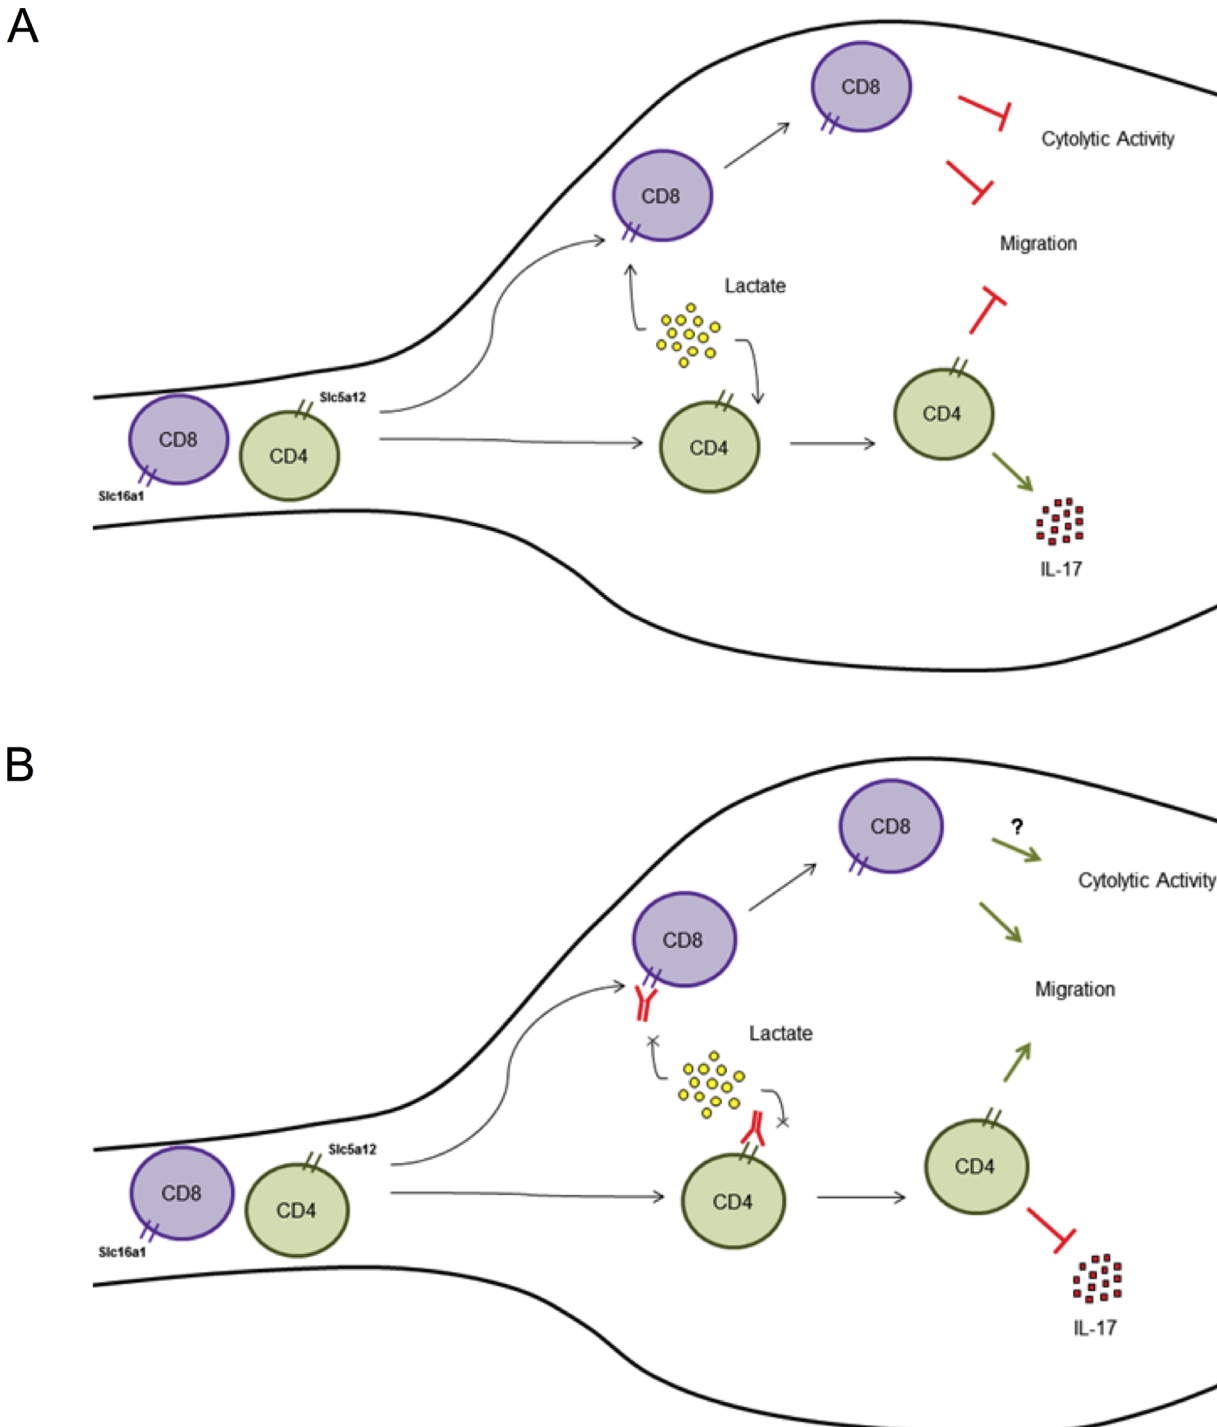 A
CD8
Cytolytic Activity
CD8
Migration
Lactate
Slc5a12
CD8
CD4
CD4
CD4
Slc16a1
IL-17
B
CD8
?
Cytolytic Activity
CD8
Migration
Lactate
Slc5a12
CD8
CD4
CD4
CD4
Slc16a1
IL-17